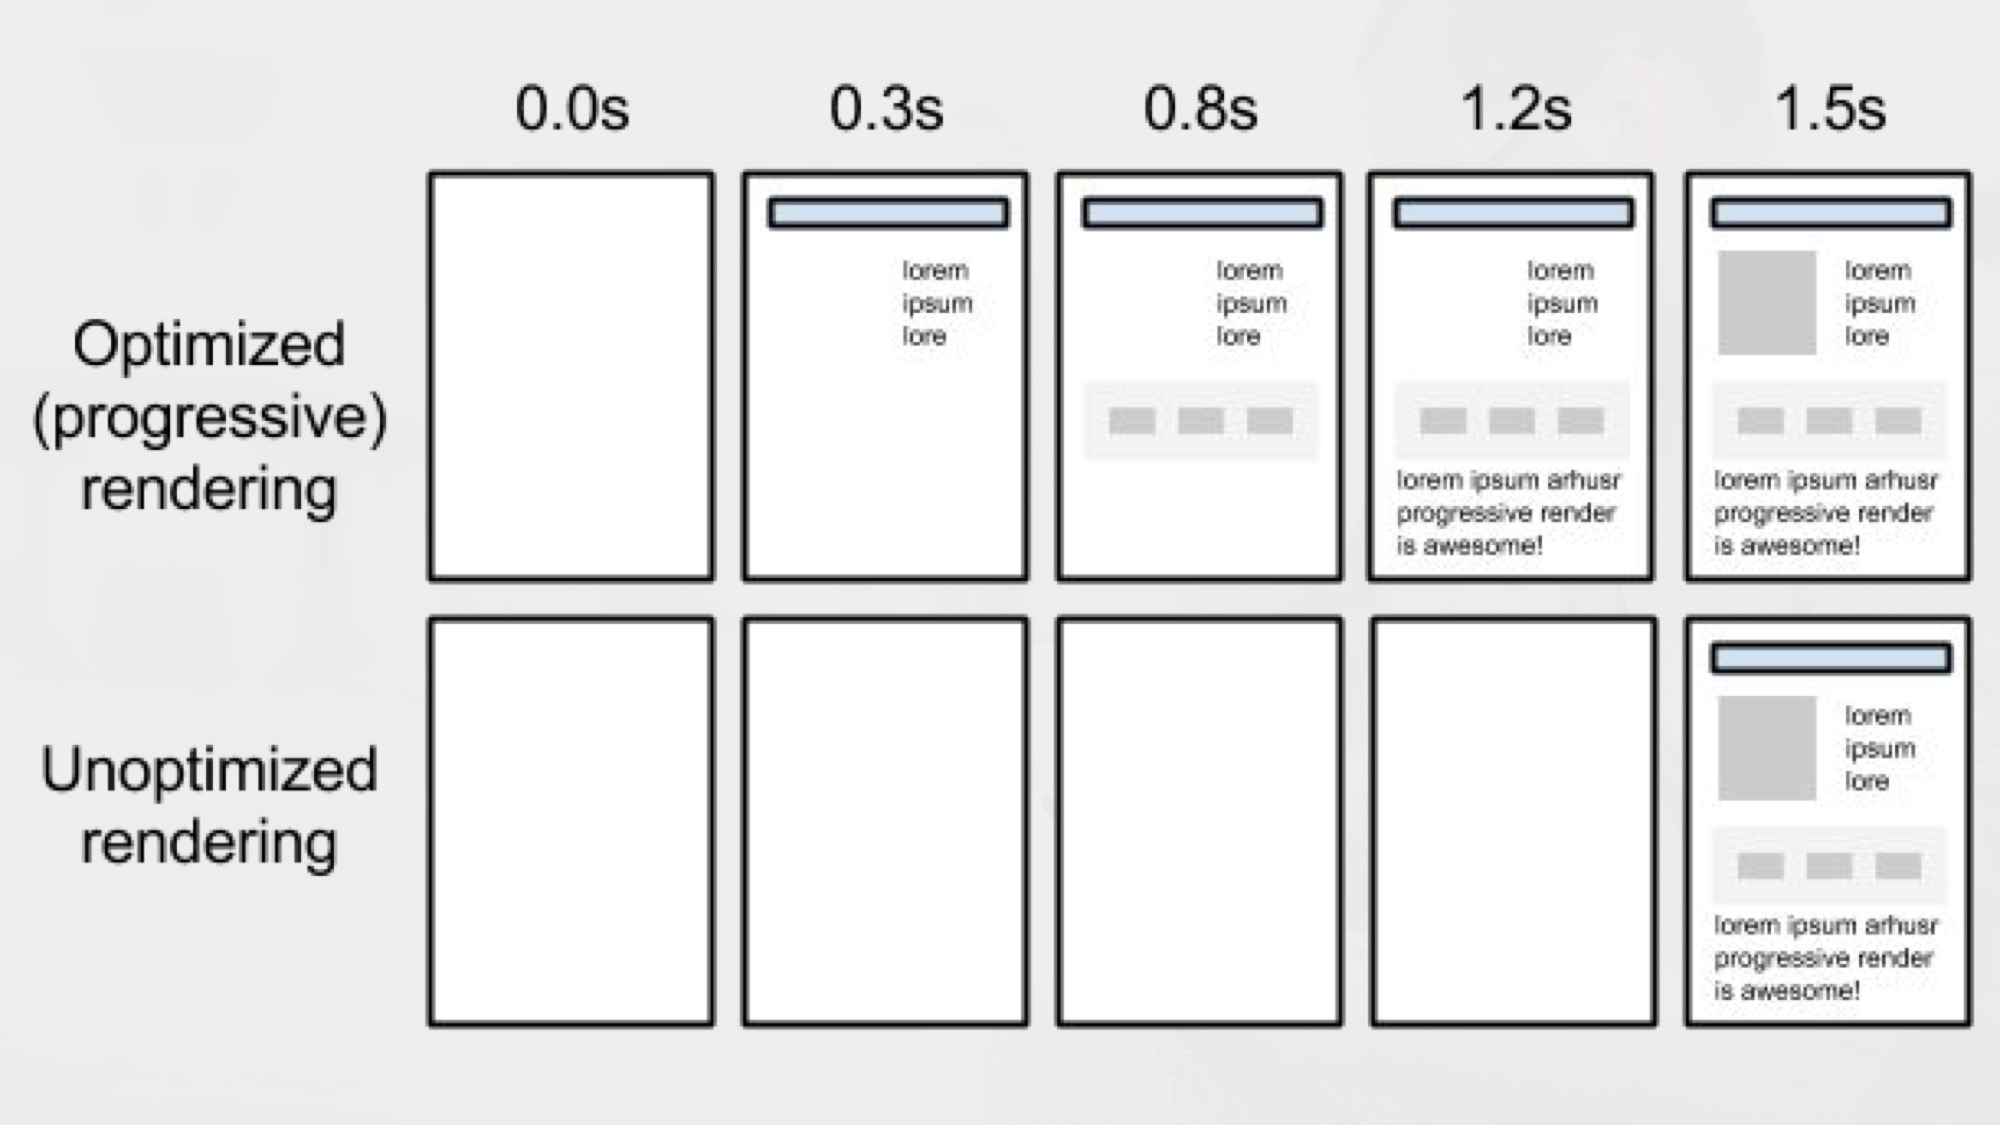 0.0s 0.3s 0.8s 1.2s 1.5s
Optimized
(progressive)
rendering
lorem
ipsum
lore
lorem
ipsum
lore
lorem
ipsum
lore
lorem ipsum arhusr
progressive render
is awesome!
lorem
ipsum
lore
lorem ipsum arhusr
progressive render
is awesome!
Unoptimized
rendering
lorem
ipsum
lore
lorem ipsum arhusr
progressive render
is awesome!